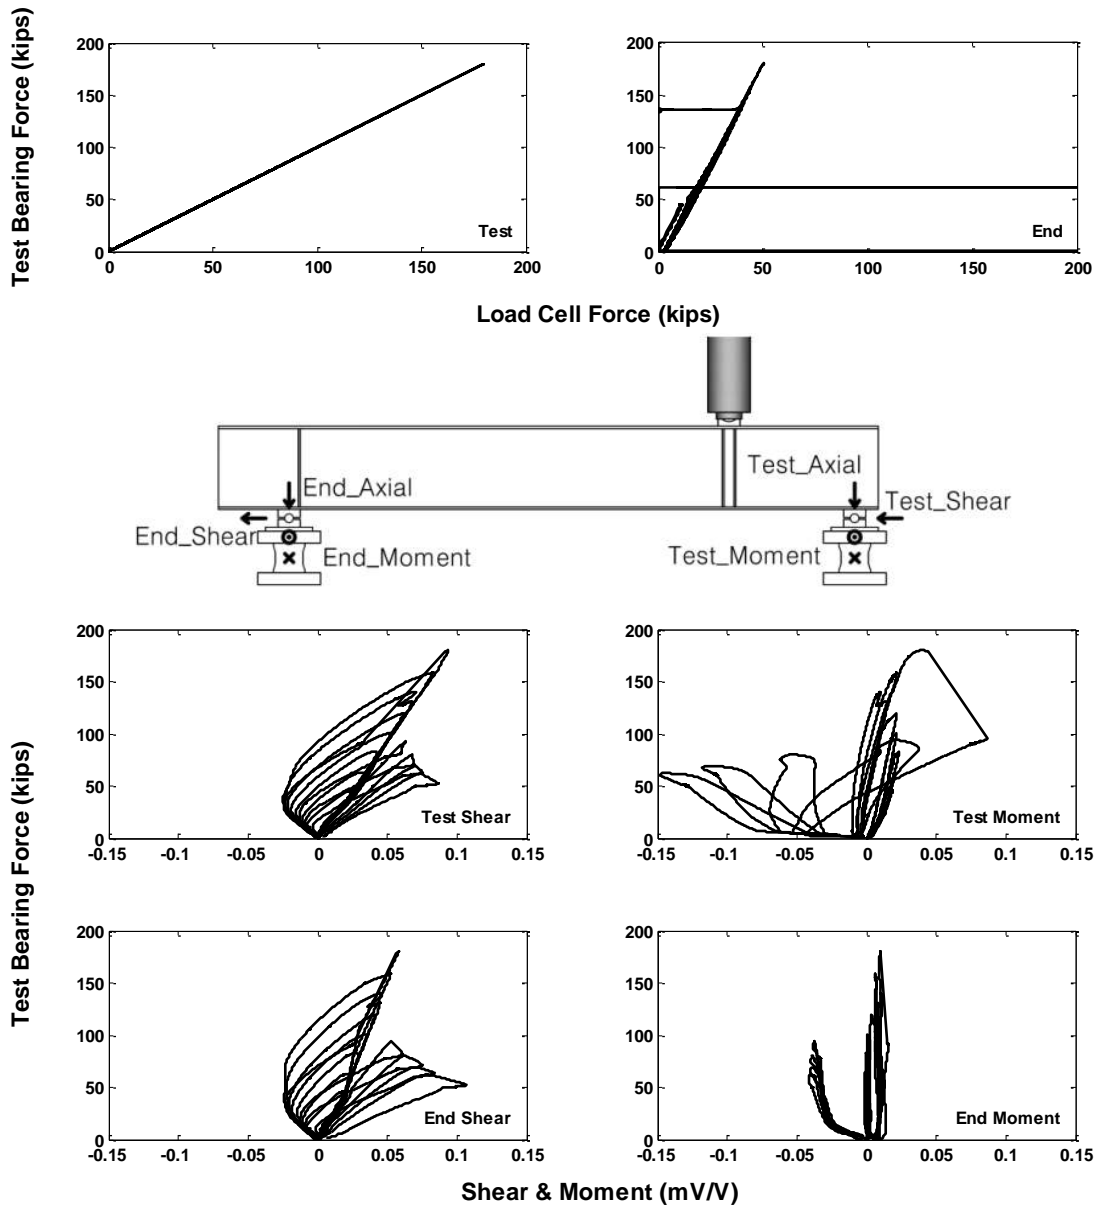 Test Bearing Force (kips)
200
150
100
50
0
Test
0 50 100 150 200
200
150
100
50
0
End
0 50 100 150 200
Load Cell Force (kips)
End_Axial
Test_Axial
End_Shear
Test_Shear
End_Moment
Test_Moment
Test Bearing Force (kips)
200
150
100
50
0
Test Shear
-0.15 -0.1 -0.05 0 0.05 0.1 0.15
200
150
100
50
0
Test Moment
-0.15 -0.1 -0.05 0 0.05 0.1 0.15
200
150
100
50
0
End Shear
-0.15 -0.1 -0.05 0 0.05 0.1 0.15
200
150
100
50
0
End Moment
-0.15 -0.1 -0.05 0 0.05 0.1 0.15
Shear & Moment (mV/V)